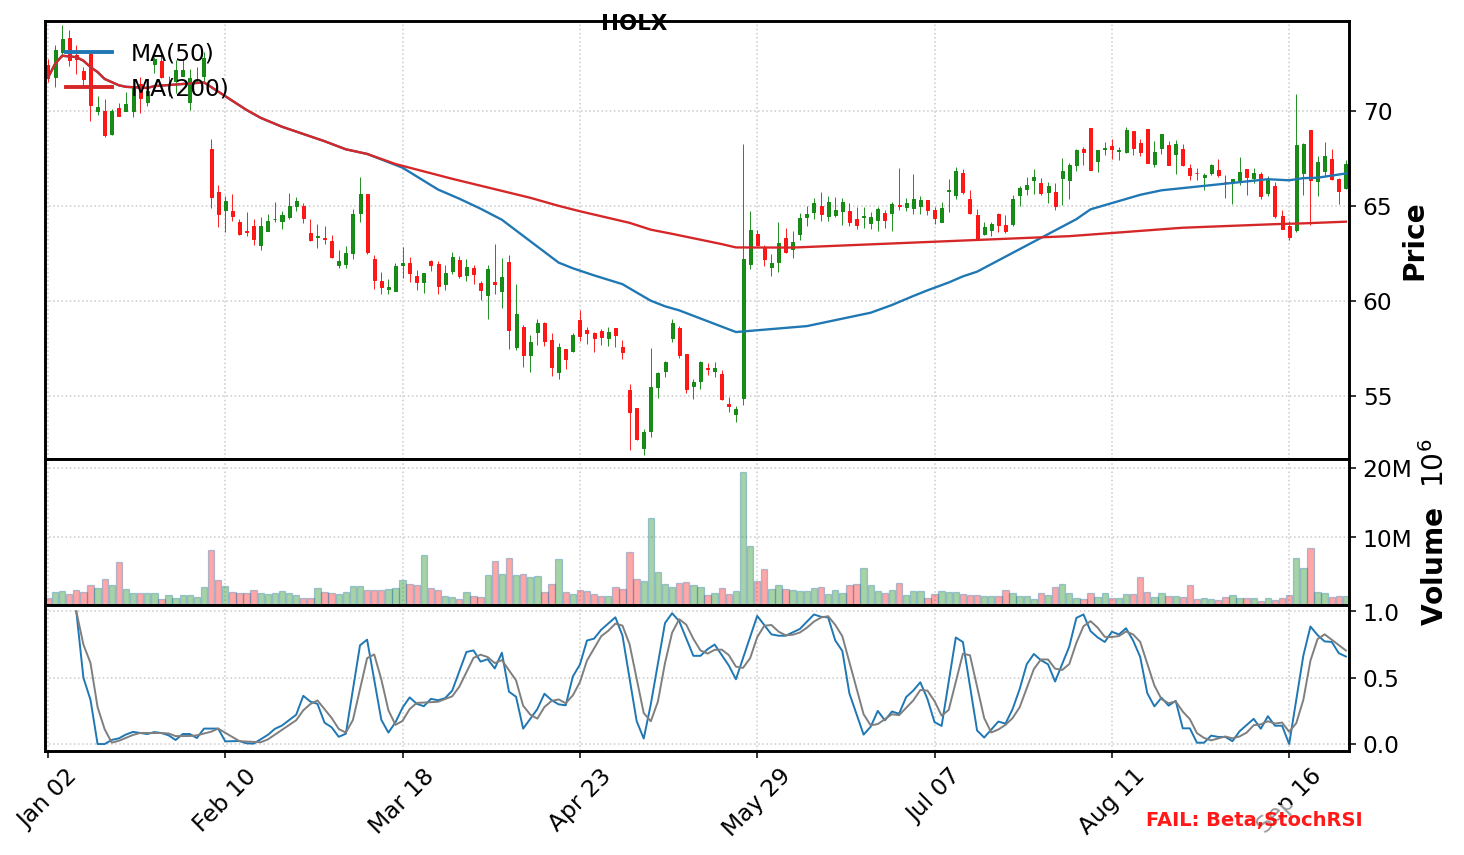 HOLX
MA(50)
MA(200)
70
65
60
55
Price
20M
10M
Volume 10^6
1.0
0.5
0.0
Jan 02
Feb 10
Mar 18
Apr 23
May 29
Jul 07
Aug 11
Sep 16
FAIL: Beta,StochRSI